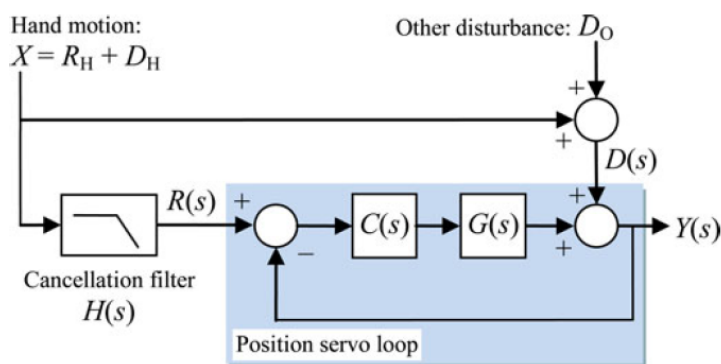 Hand motion:
X = R_H + D_H
Other disturbance: D_O
+
+
D(s)
R(s)
+
−
C(s)
G(s)
+
+
Y(s)
Cancellation filter
H(s)
Position servo loop